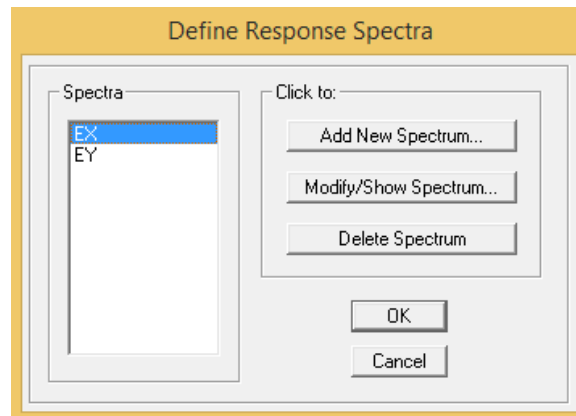 Define Response Spectra
Spectra
EX
EY
Click to:
Add New Spectrum...
Modify/Show Spectrum...
Delete Spectrum
OK
Cancel